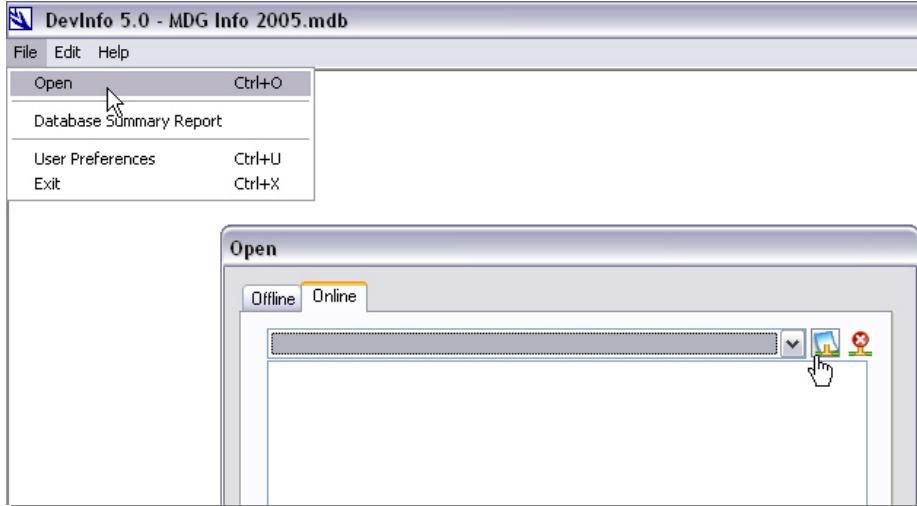 DevInfo 5.0 - MDG Info 2005.mdb
File Edit Help
Open Ctrl+O
Database Summary Report
User Preferences Ctrl+U
Exit Ctrl+X
Open
Offline Online